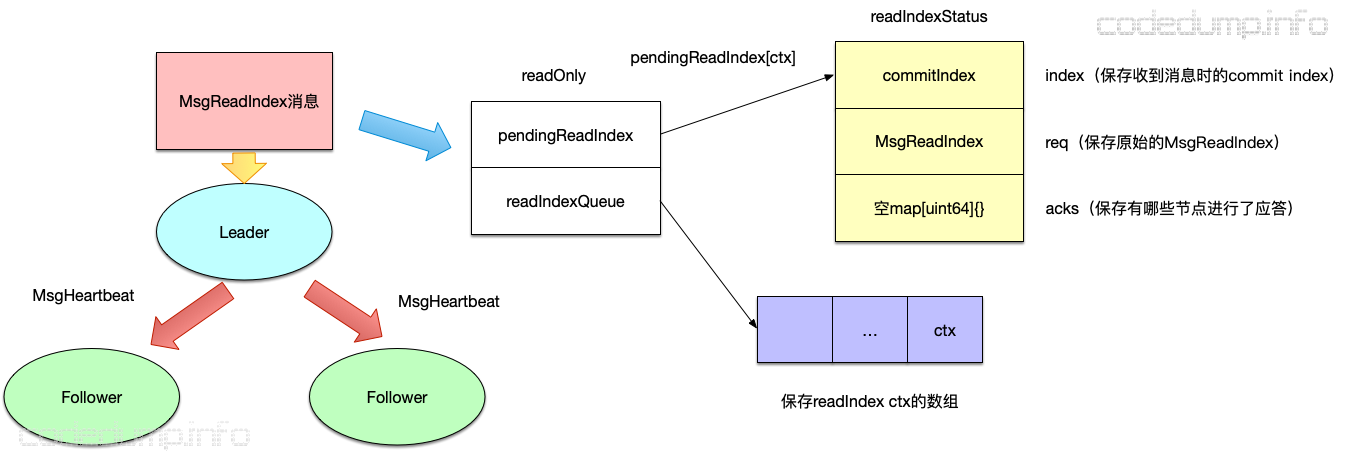 codedumpinfo
readIndexStatus
MsgReadIndex消息
readOnly
pendingReadIndex[ctx]
commitIndex
index（保存收到消息时的commit index）
pendingReadIndex
MsgReadIndex
req（保存原始的MsgReadIndex）
readIndexQueue
空map[uint64]{}
acks（保存有哪些节点进行了应答）
Leader
MsgHeartbeat
MsgHeartbeat
...
ctx
保存readIndex ctx的数组
Follower
Follower
codedumpinfo